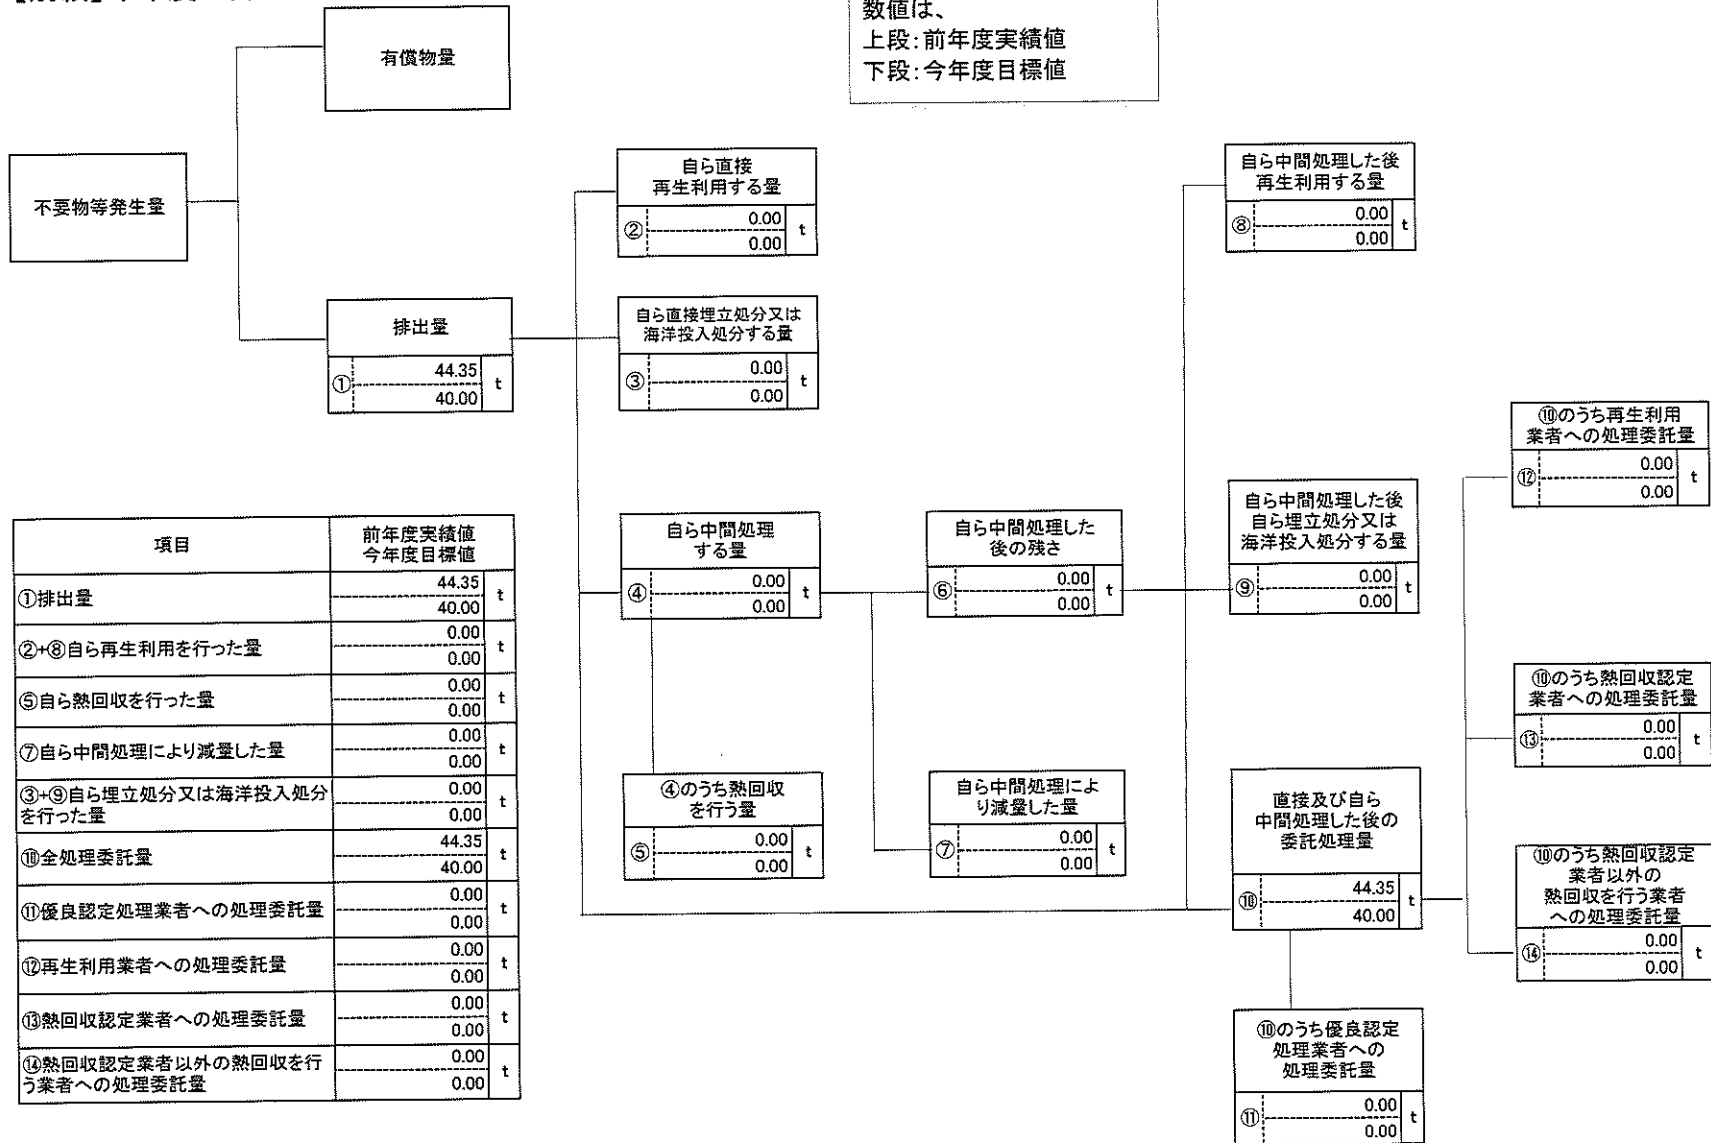 数値は、
上段：前年度実績値
下段：今年度目標値
有償物量
不要物等発生量
排出量
①
44.35
t
40.00
自ら直接
再生利用する量
②
0.00
t
0.00
自ら直接埋立処分又は
海洋投入処分する量
③
0.00
t
0.00
自ら中間処理
する量
④
0.00
t
0.00
④のうち熱回収
を行う量
⑤
0.00
t
0.00
自ら中間処理した
後の残さ
⑥
0.00
t
0.00
自ら中間処理によ
り減量した量
⑦
0.00
t
0.00
自ら中間処理した後
再生利用する量
⑧
0.00
t
0.00
自ら中間処理した後
自ら埋立処分又は
海洋投入処分する量
⑨
0.00
t
0.00
直接及び自ら
中間処理した後の
委託処理量
⑩
44.35
t
40.00
⑩のうち優良認定
処理業者への
処理委託量
⑪
0.00
t
0.00
⑩のうち再生利用
業者への処理委託量
⑫
0.00
t
0.00
⑩のうち熱回収認定
業者への処理委託量
⑬
0.00
t
0.00
⑩のうち熱回収認定
業者以外の
熱回収を行う業者
への処理委託量
⑭
0.00
t
0.00
項目
前年度実績値
今年度目標値
①排出量
44.35
t
40.00
②+⑧自ら再生利用を行った量
0.00
t
0.00
⑤自ら熱回収を行った量
0.00
t
0.00
⑦自ら中間処理により減量した量
0.00
t
0.00
③+⑨自ら埋立処分又は海洋投入処分
を行った量
0.00
t
0.00
⑩全処理委託量
44.35
t
40.00
⑪優良認定処理業者への処理委託量
0.00
t
0.00
⑫再生利用業者への処理委託量
0.00
t
0.00
⑬熱回収認定業者への処理委託量
0.00
t
0.00
⑭熱回収認定業者以外の熱回収を行
う業者への処理委託量
0.00
t
0.00